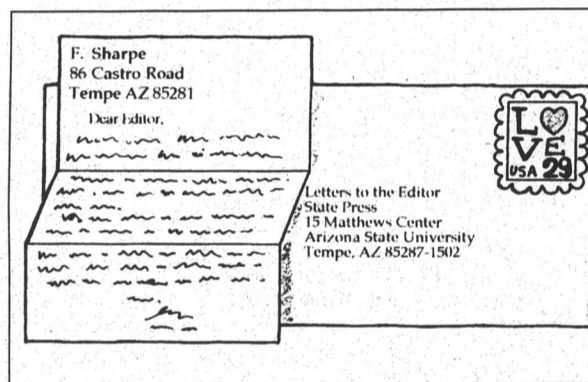 F. Sharpe
86 Castro Road
Tempe AZ 85281
Dear Editor,
Letters to the Editor
State Press
15 Matthews Center
Arizona State University
Tempe, AZ 85287-1502
LO
VE
USA 29